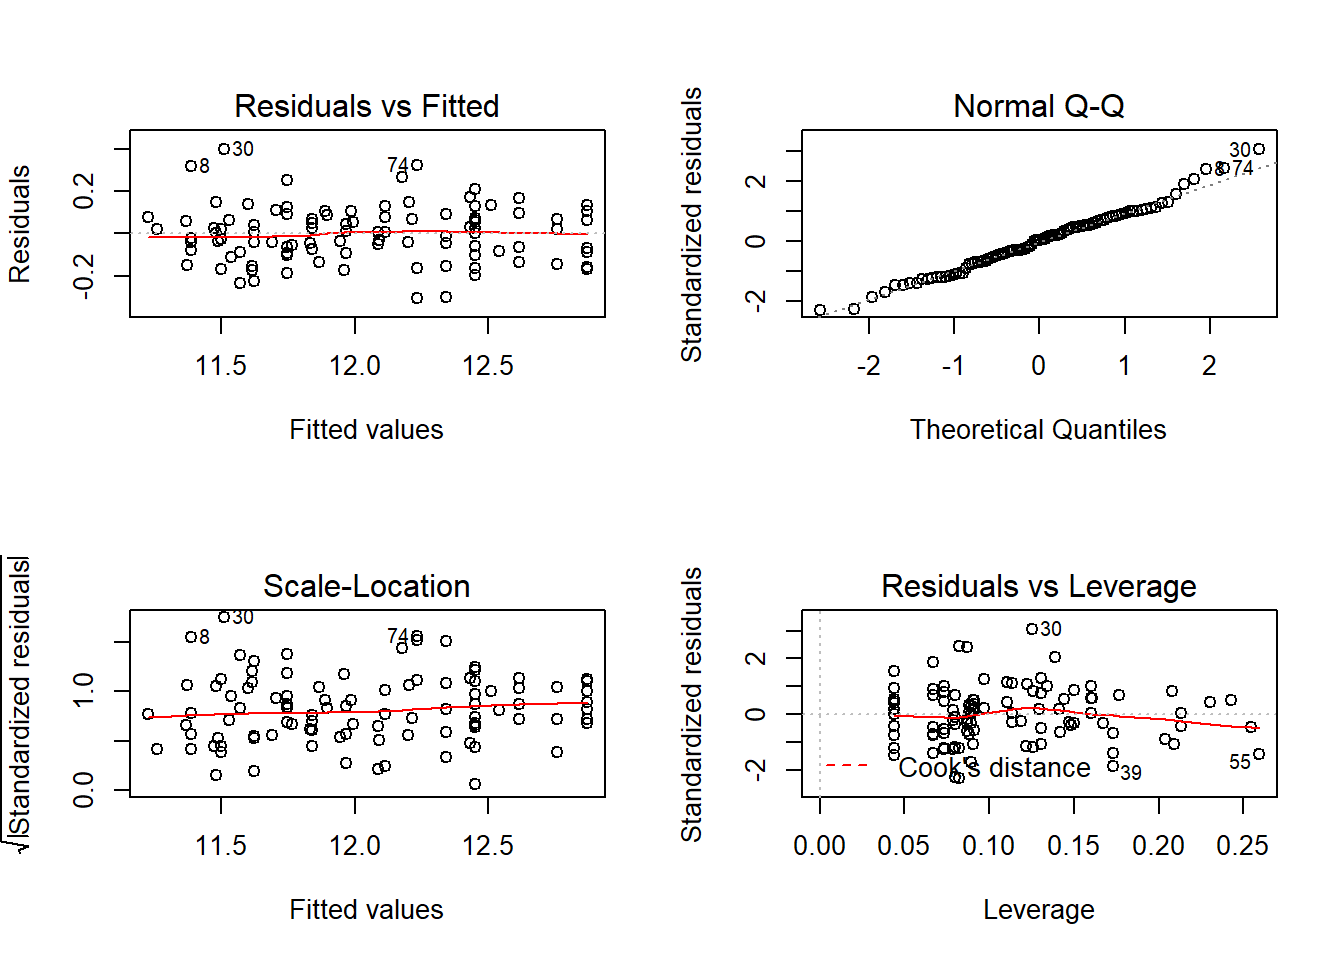 Residuals vs Fitted
Residuals
0.2
-0.2
30
8
74
11.5 12.0 12.5
Fitted values
Normal Q-Q
Standardized residuals
2
0
-2
30
8 74
-2 -1 0 1 2
Theoretical Quantiles
Scale-Location
√|Standardized residuals|
1.0
0.0
30
8
74
11.5 12.0 12.5
Fitted values
Residuals vs Leverage
Standardized residuals
2
0
-2
30
55
39
Cook's distance
0.00 0.05 0.10 0.15 0.20 0.25
Leverage